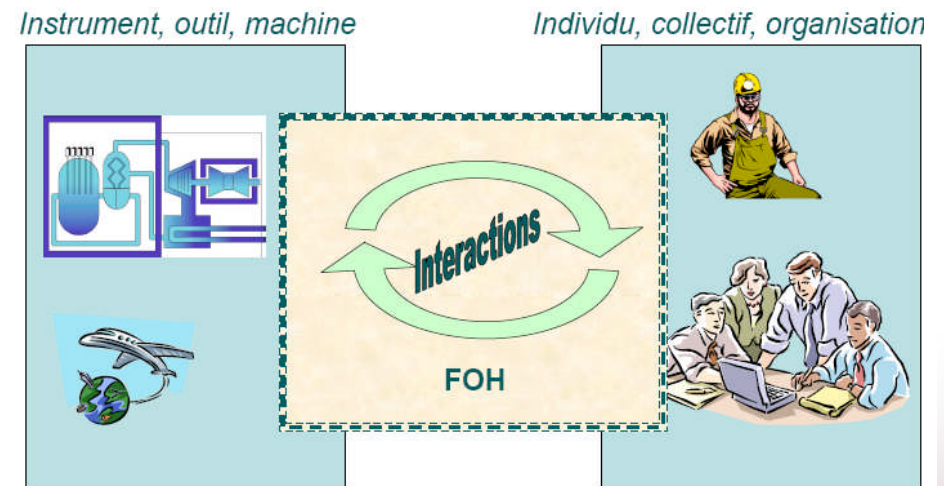 Instrument, outil, machine
Individu, collectif, organisation
Interactions
FOH